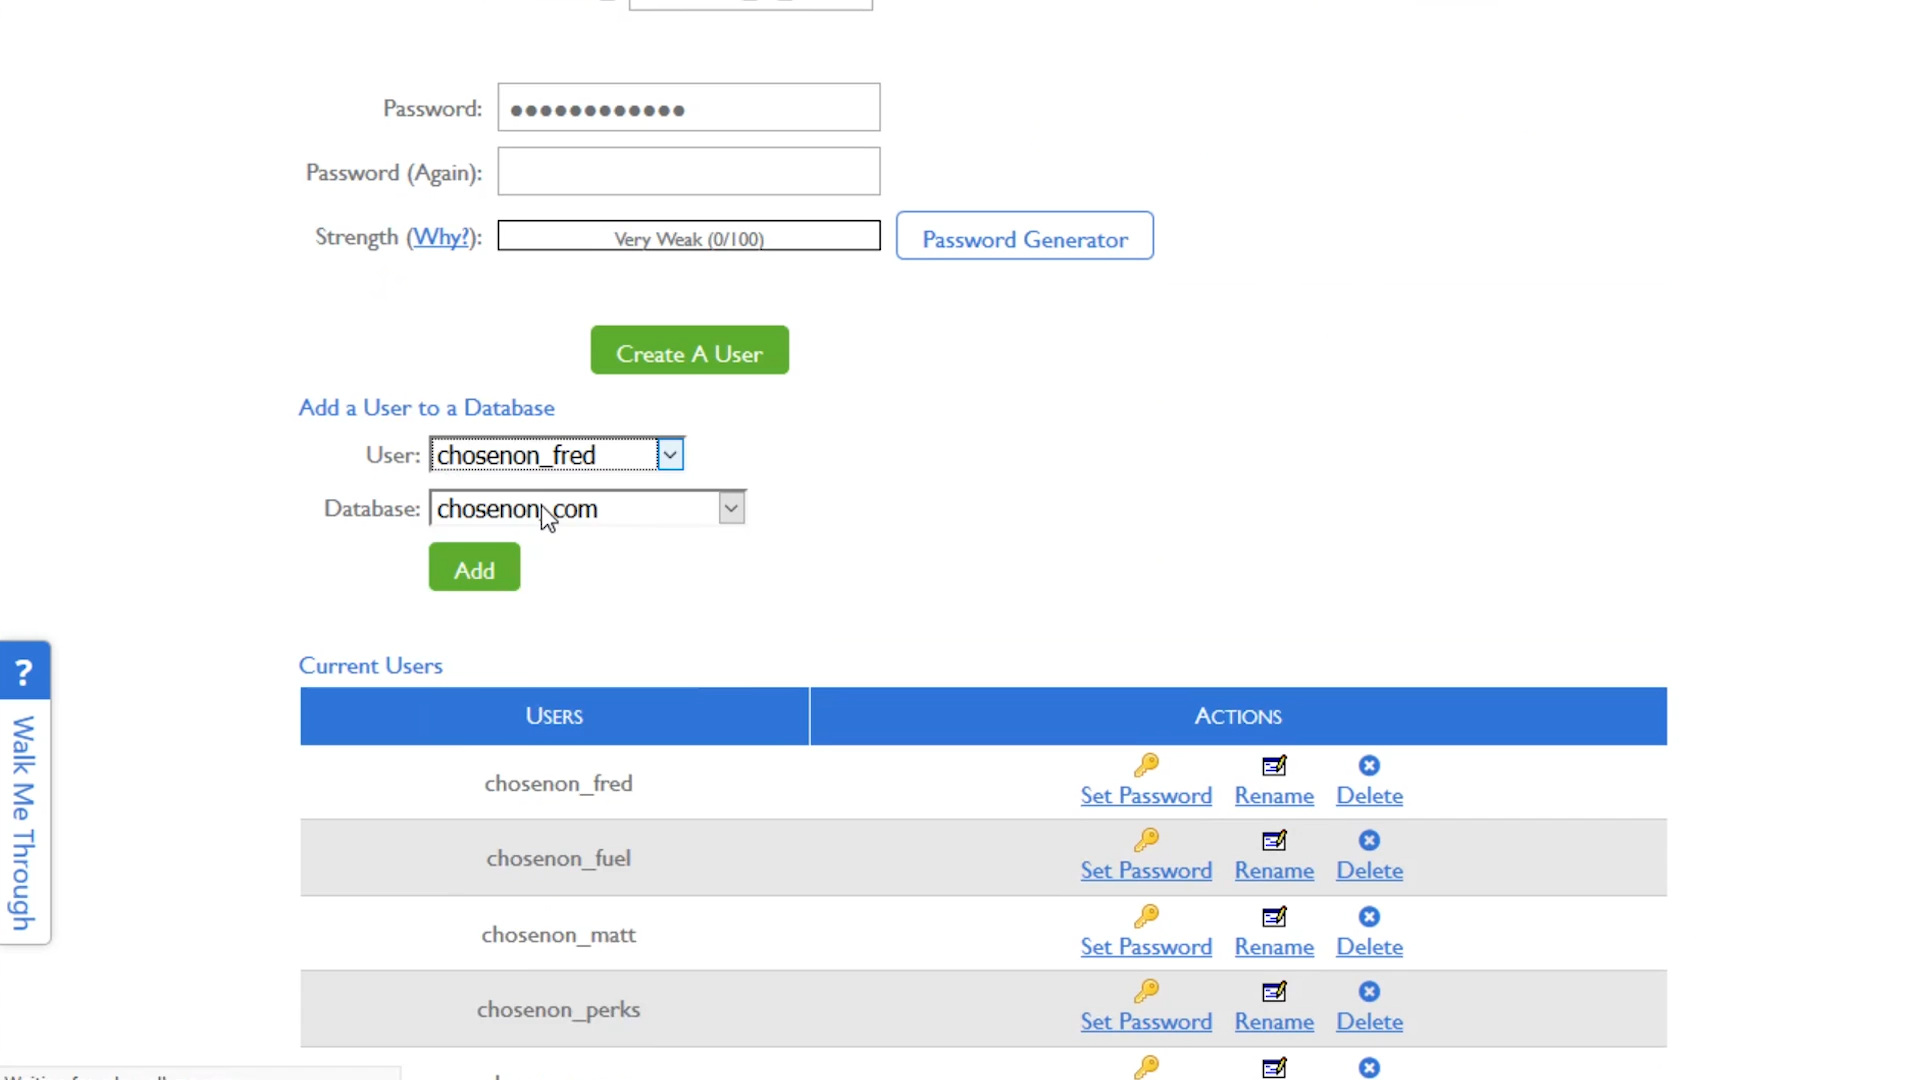 Password:
Password (Again):
Strength (Why?): Very Weak (0/100) Password Generator
Create A User
Add a User to a Database
User: chosenon_fred
Database: chosenon_com
Add
Current Users
USERS ACTIONS
chosenon_fred Set Password Rename Delete
chosenon_fuel Set Password Rename Delete
chosenon_matt Set Password Rename Delete
chosenon_perks Set Password Rename Delete
? Walk Me Through